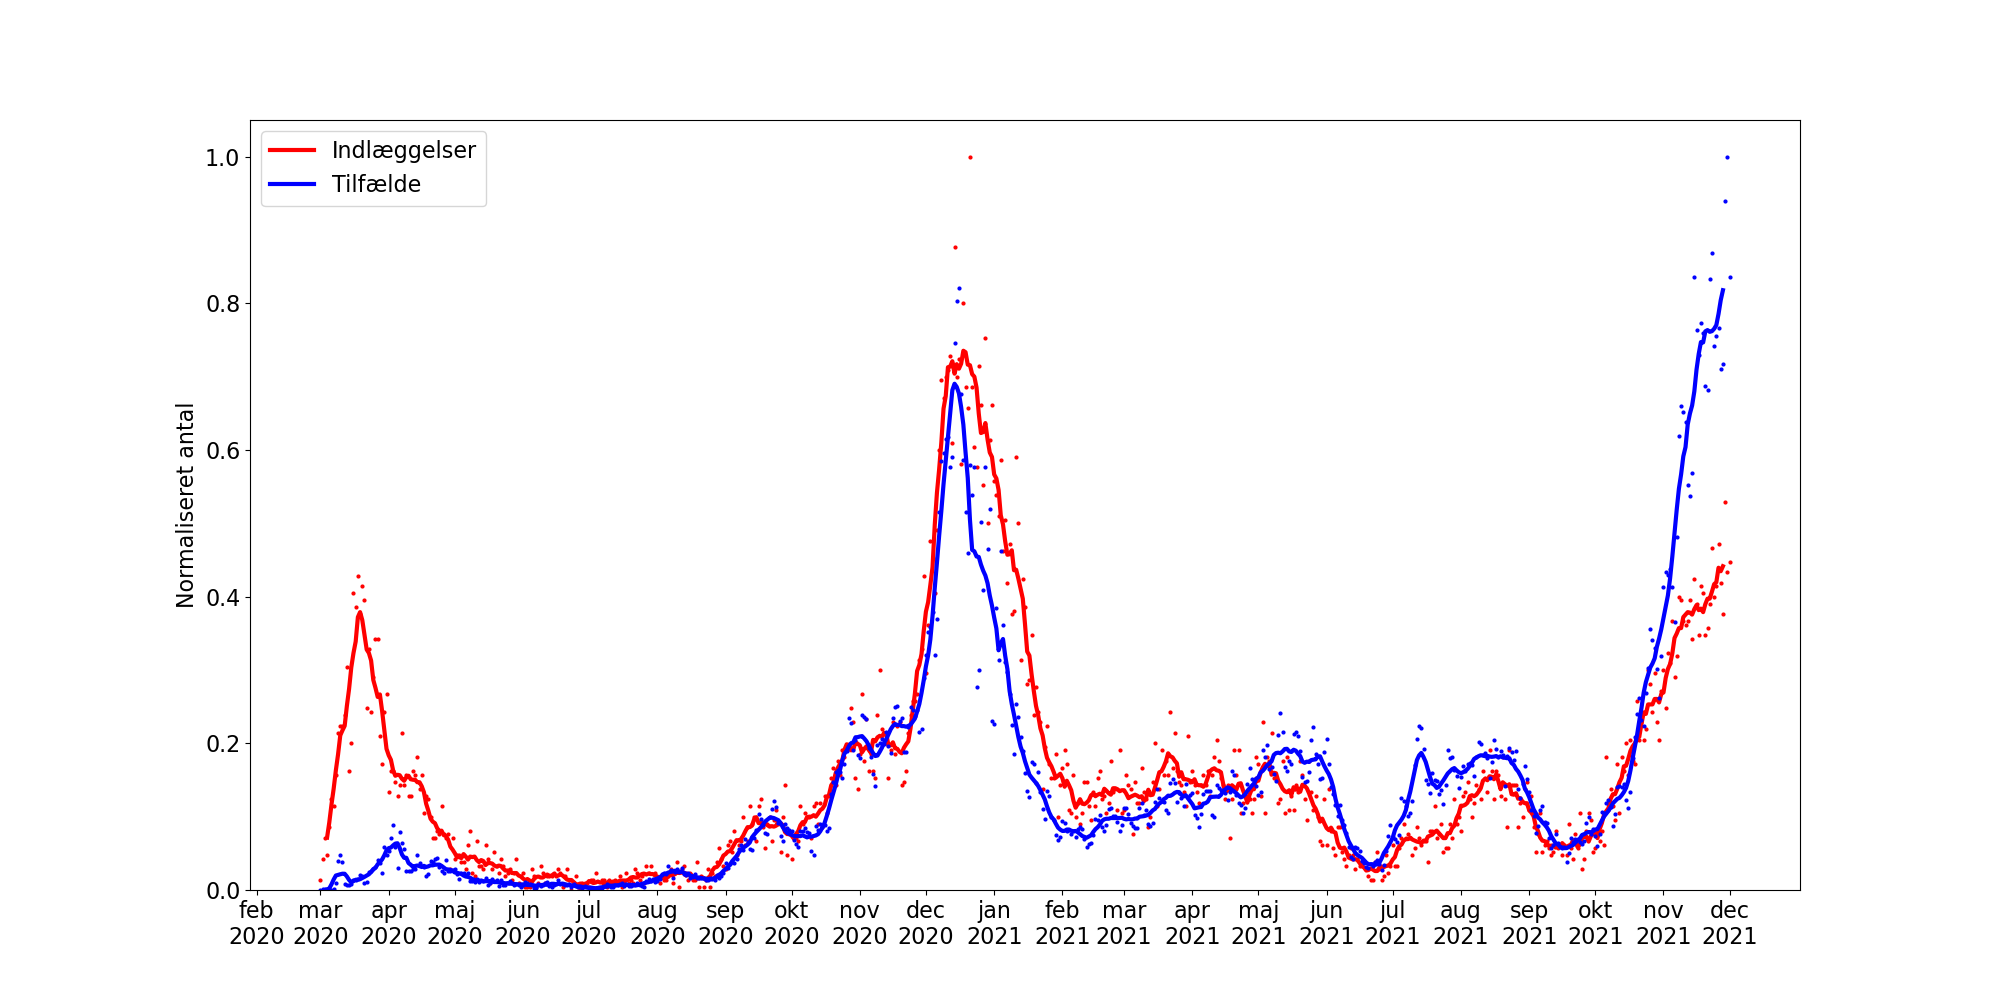 Indlæggelser
Tilfælde
Normaliseret antal
1.0
0.8
0.6
0.4
0.2
0.0
feb mar apr maj jun jul aug sep okt nov dec jan feb mar apr maj jun jul aug sep okt nov dec
2020 2020 2020 2020 2020 2020 2020 2020 2020 2020 2020 2021 2021 2021 2021 2021 2021 2021 2021 2021 2021 2021 2021